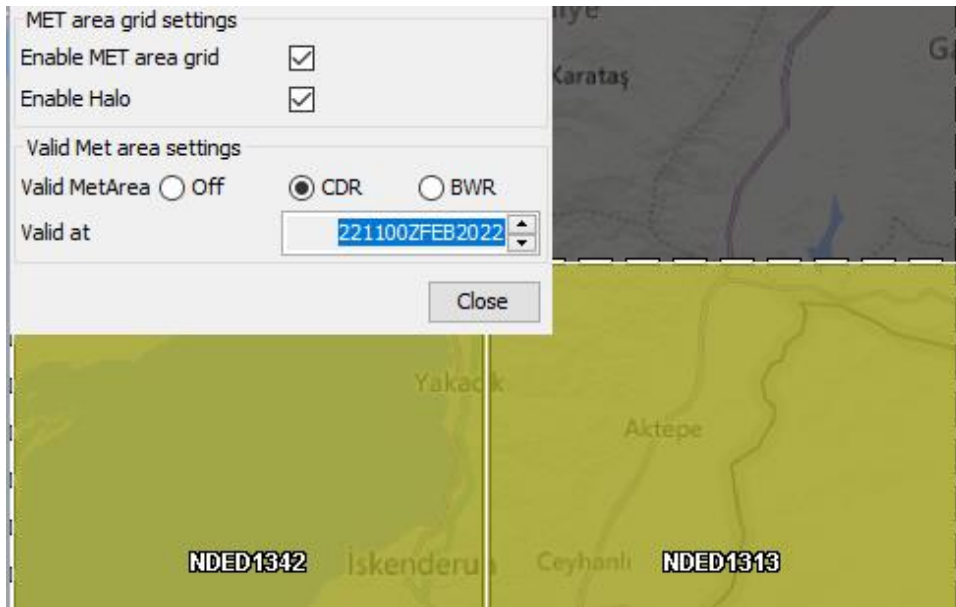 MET area grid settings
Enable MET area grid
Enable Halo
Valid Met area settings
Valid MetArea Off CDR BWR
Valid at 221100ZFEB2022
Close
Karataş
Yakacık
Aktepe
NDED1342 İskenderun Ceyhanlı NDED1313